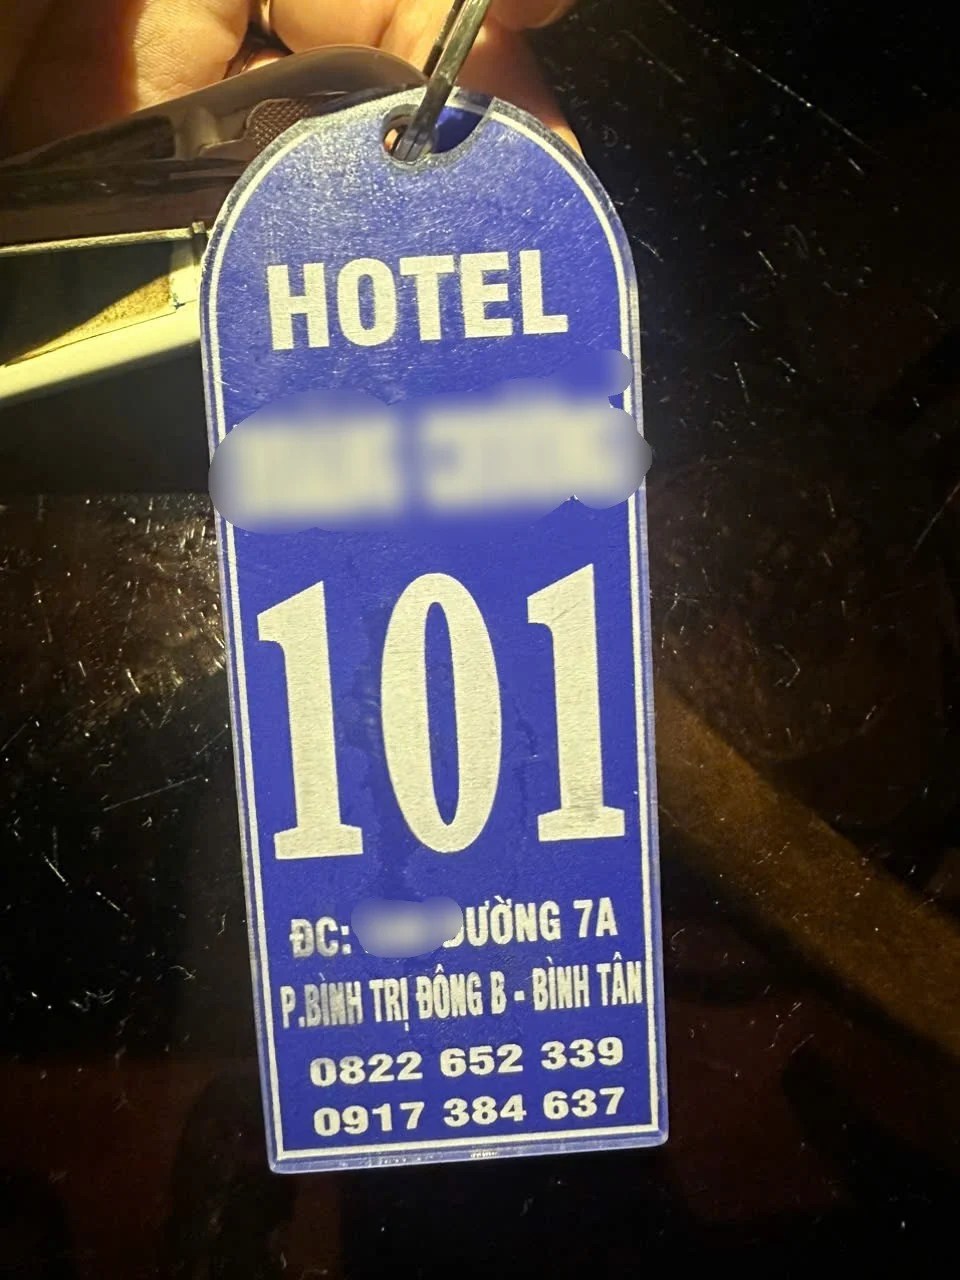 HOTEL
101
ĐC: ĐƯỜNG 7A
P.BÌNH TRỊ ĐÔNG B - BÌNH TÂN
0822 652 339
0917 384 637